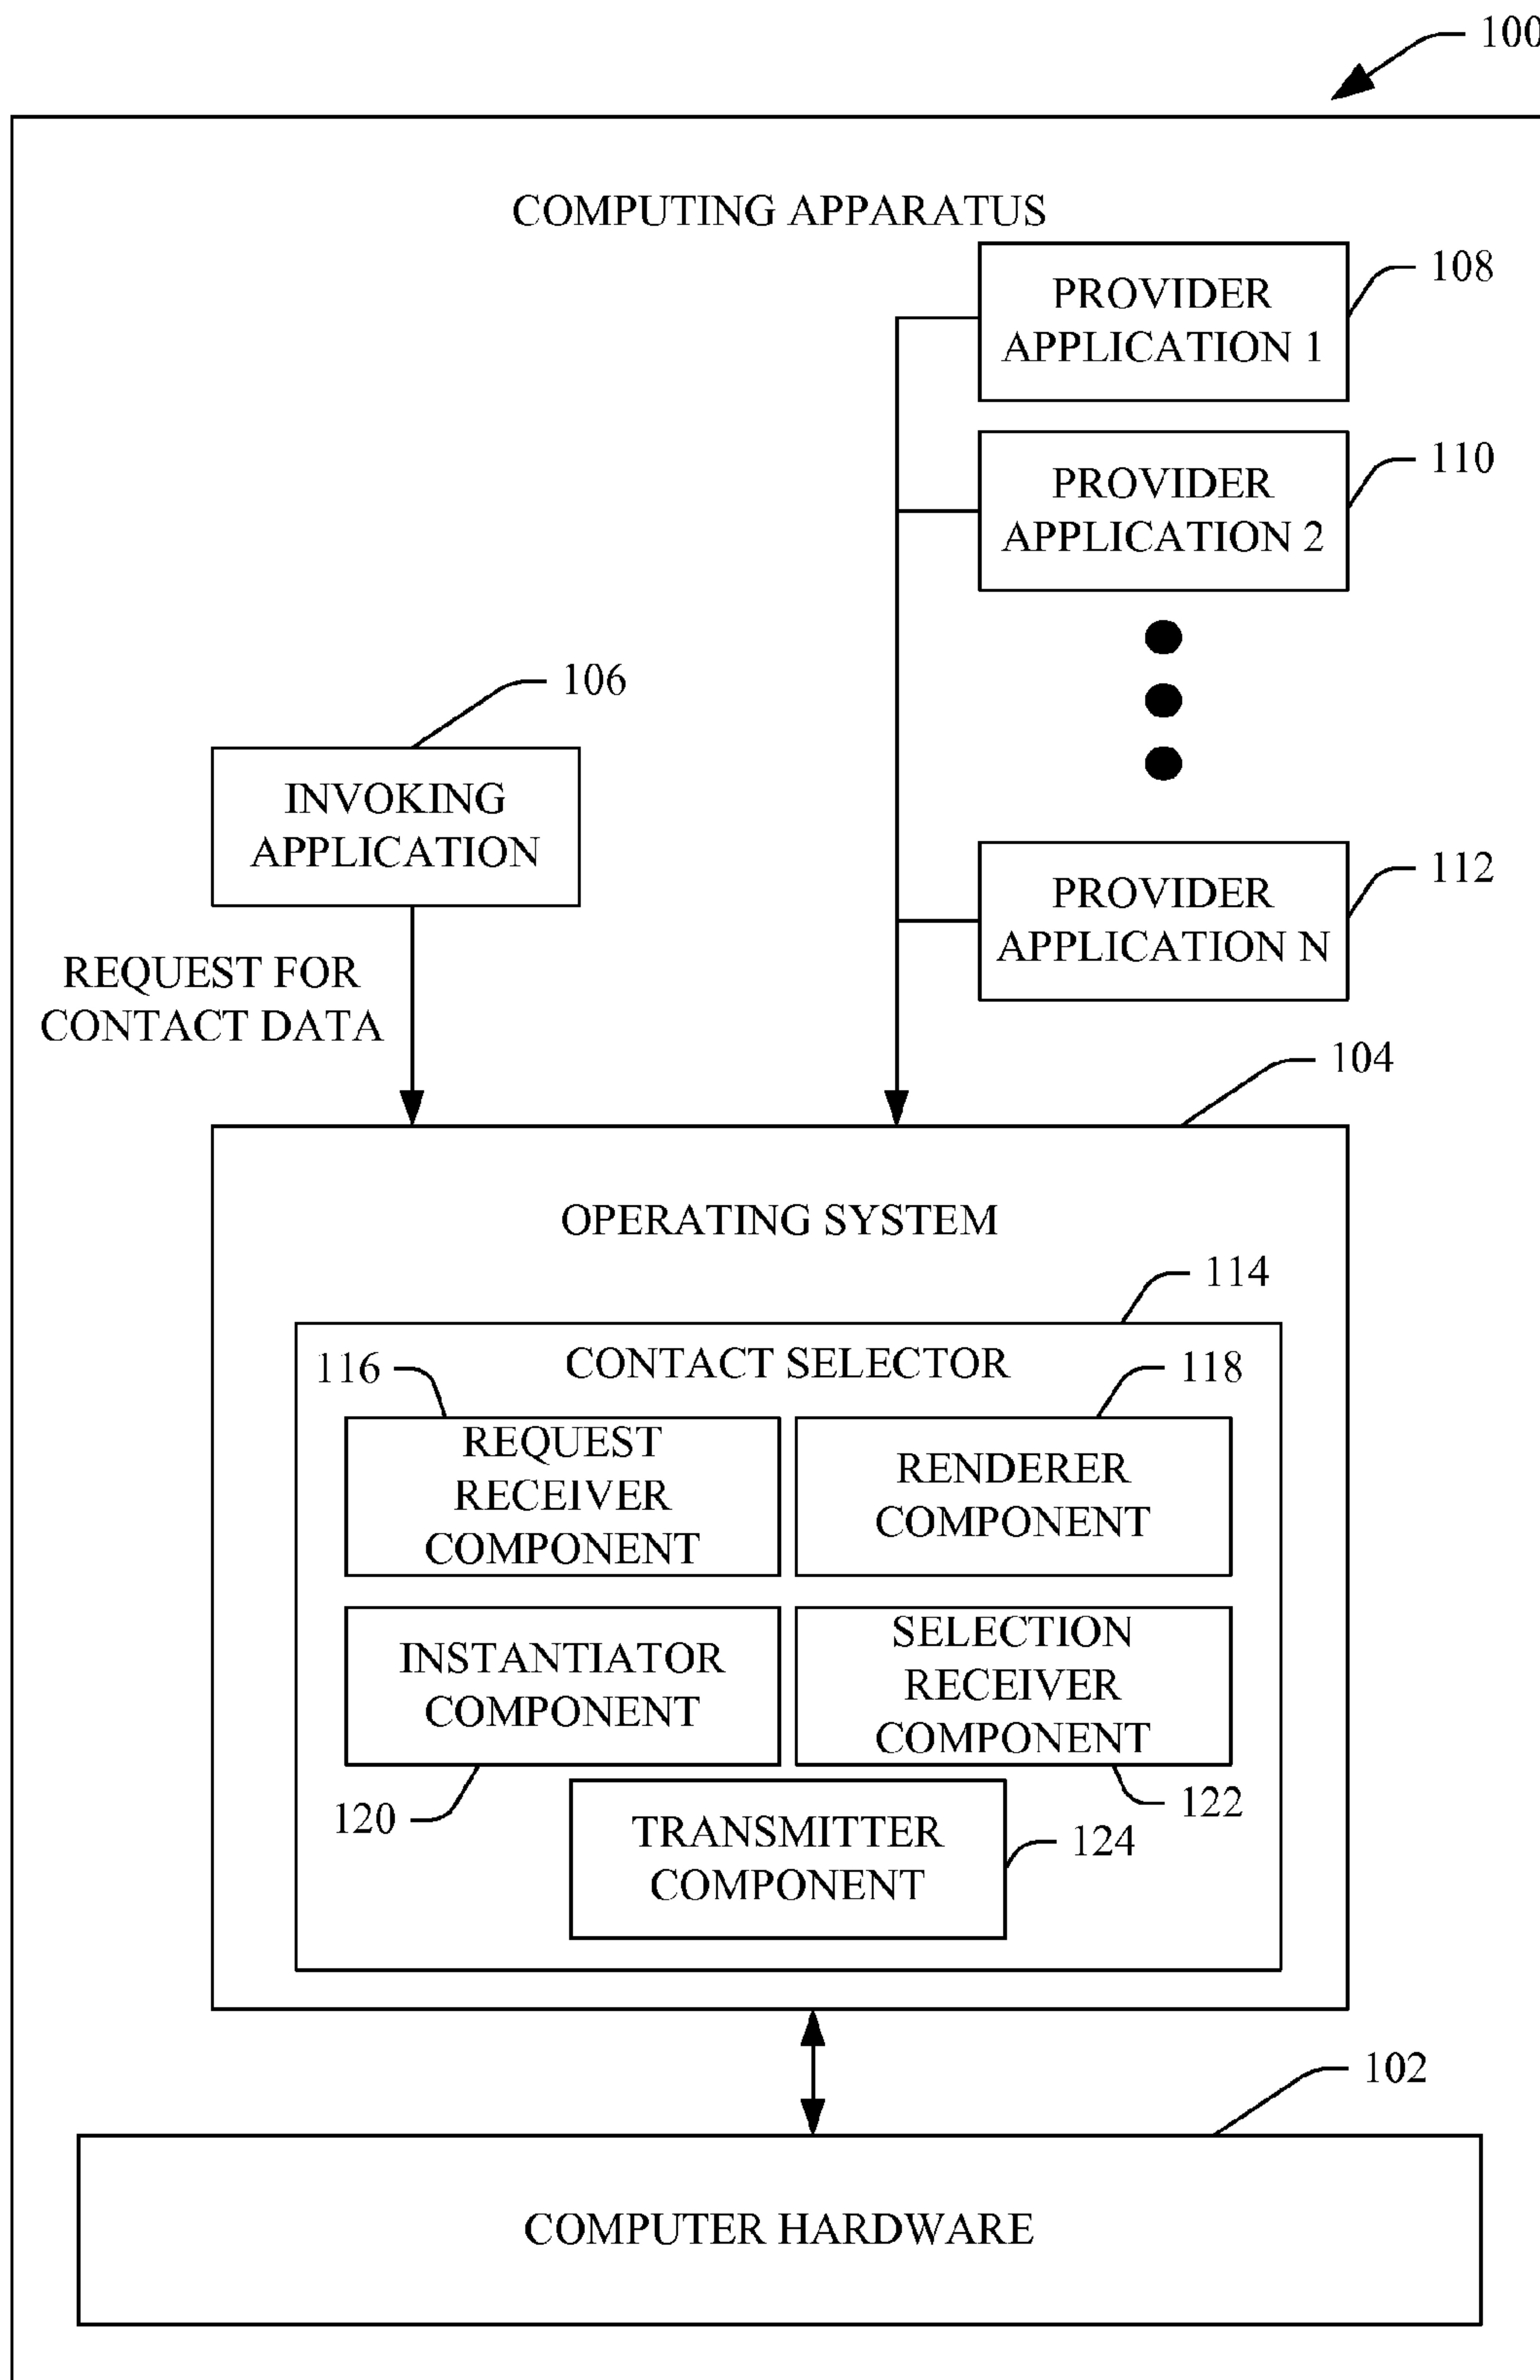 100
COMPUTING APPARATUS
PROVIDER
APPLICATION 1
108
PROVIDER
APPLICATION 2
110
106
INVOKING
APPLICATION
PROVIDER
APPLICATION N
112
REQUEST FOR
CONTACT DATA
104
OPERATING SYSTEM
114
CONTACT SELECTOR
116
118
REQUEST
RECEIVER
COMPONENT
RENDERER
COMPONENT
INSTANTIATOR
COMPONENT
SELECTION
RECEIVER
COMPONENT
120
122
TRANSMITTER
COMPONENT
124
102
COMPUTER HARDWARE